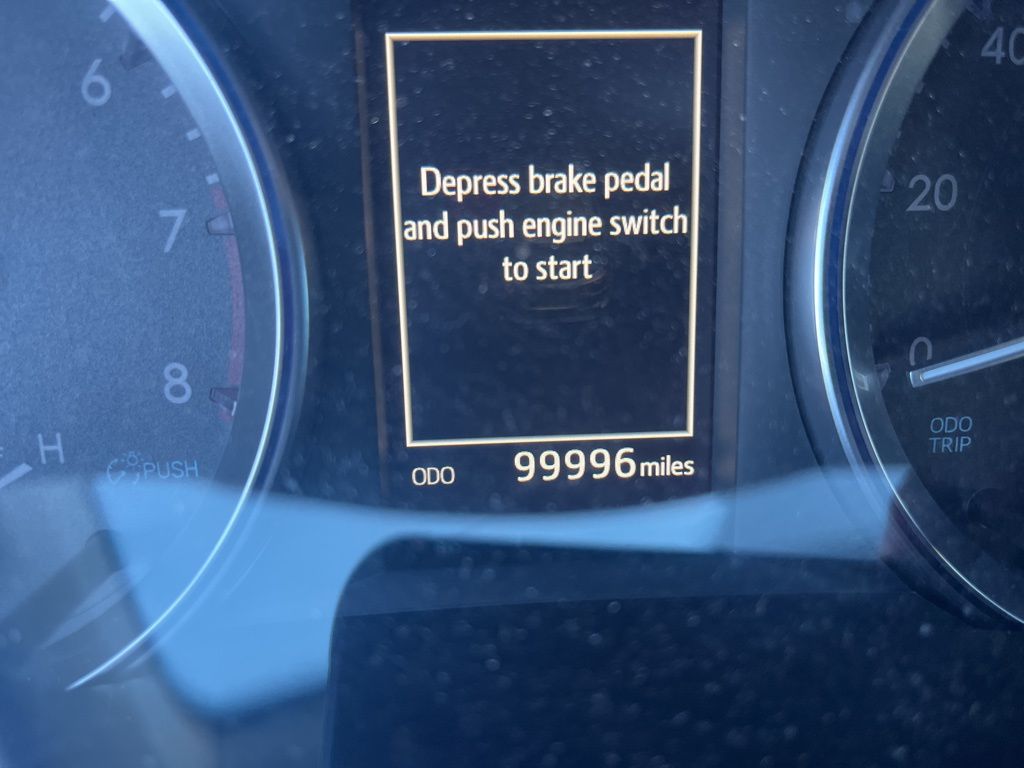 6
7
8
H
PUSH
Depress brake pedal
and push engine switch
to start
ODO 99996 miles
40
20
0
ODO
TRIP